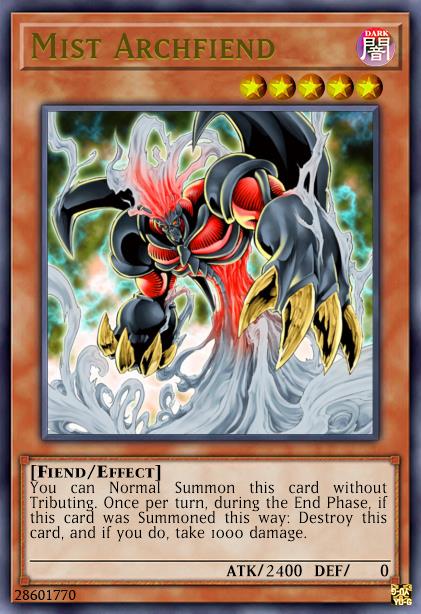 Mist Archfiend
DARK
闇
[Fiend/Effect]
You can Normal Summon this card without
Tributing. Once per turn, during the End Phase, if
this card was Summoned this way: Destroy this
card, and if you do, take 1000 damage.
ATK/2400 DEF/ 0
28601770